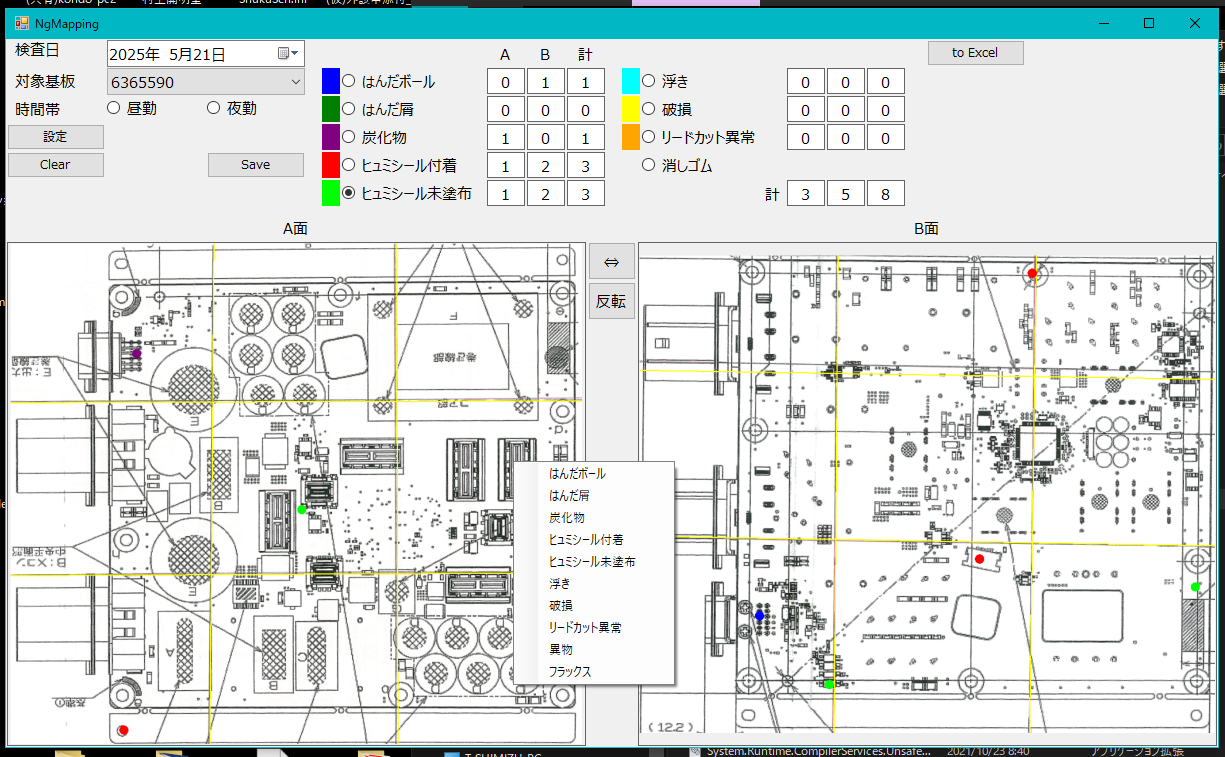 NgMapping
検査日
2025年 5月21日
対象基板
6365590
時間帯
昼勤
夜勤
設定
Clear
Save
A B 計
はんだボール 0 1 1
はんだ屑 0 0 0
炭化物 1 0 1
ヒュミシール付着 1 2 3
ヒュミシール未塗布 1 2 3
浮き 0 0 0
破損 0 0 0
リードカット異常 0 0 0
消しゴム
計 3 5 8
to Excel
A面
B面
⇔
反転
はんだボール
はんだ屑
炭化物
ヒュミシール付着
ヒュミシール未塗布
浮き
破損
リードカット異常
異物
フラックス
(12.2)
T-SHIMIZU-PC
System.Runtime.CompilerServices.Unsafe...
2021/10/23 8:40
アプリケーション拡張